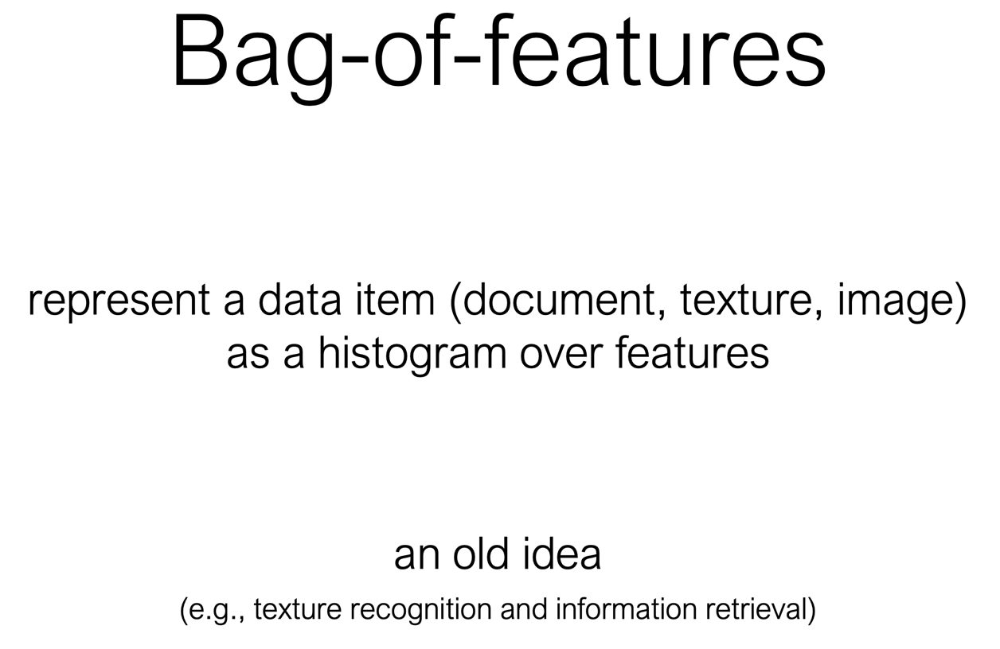 Bag-of-features
represent a data item (document, texture, image)
as a histogram over features
an old idea
(e.g., texture recognition and information retrieval)